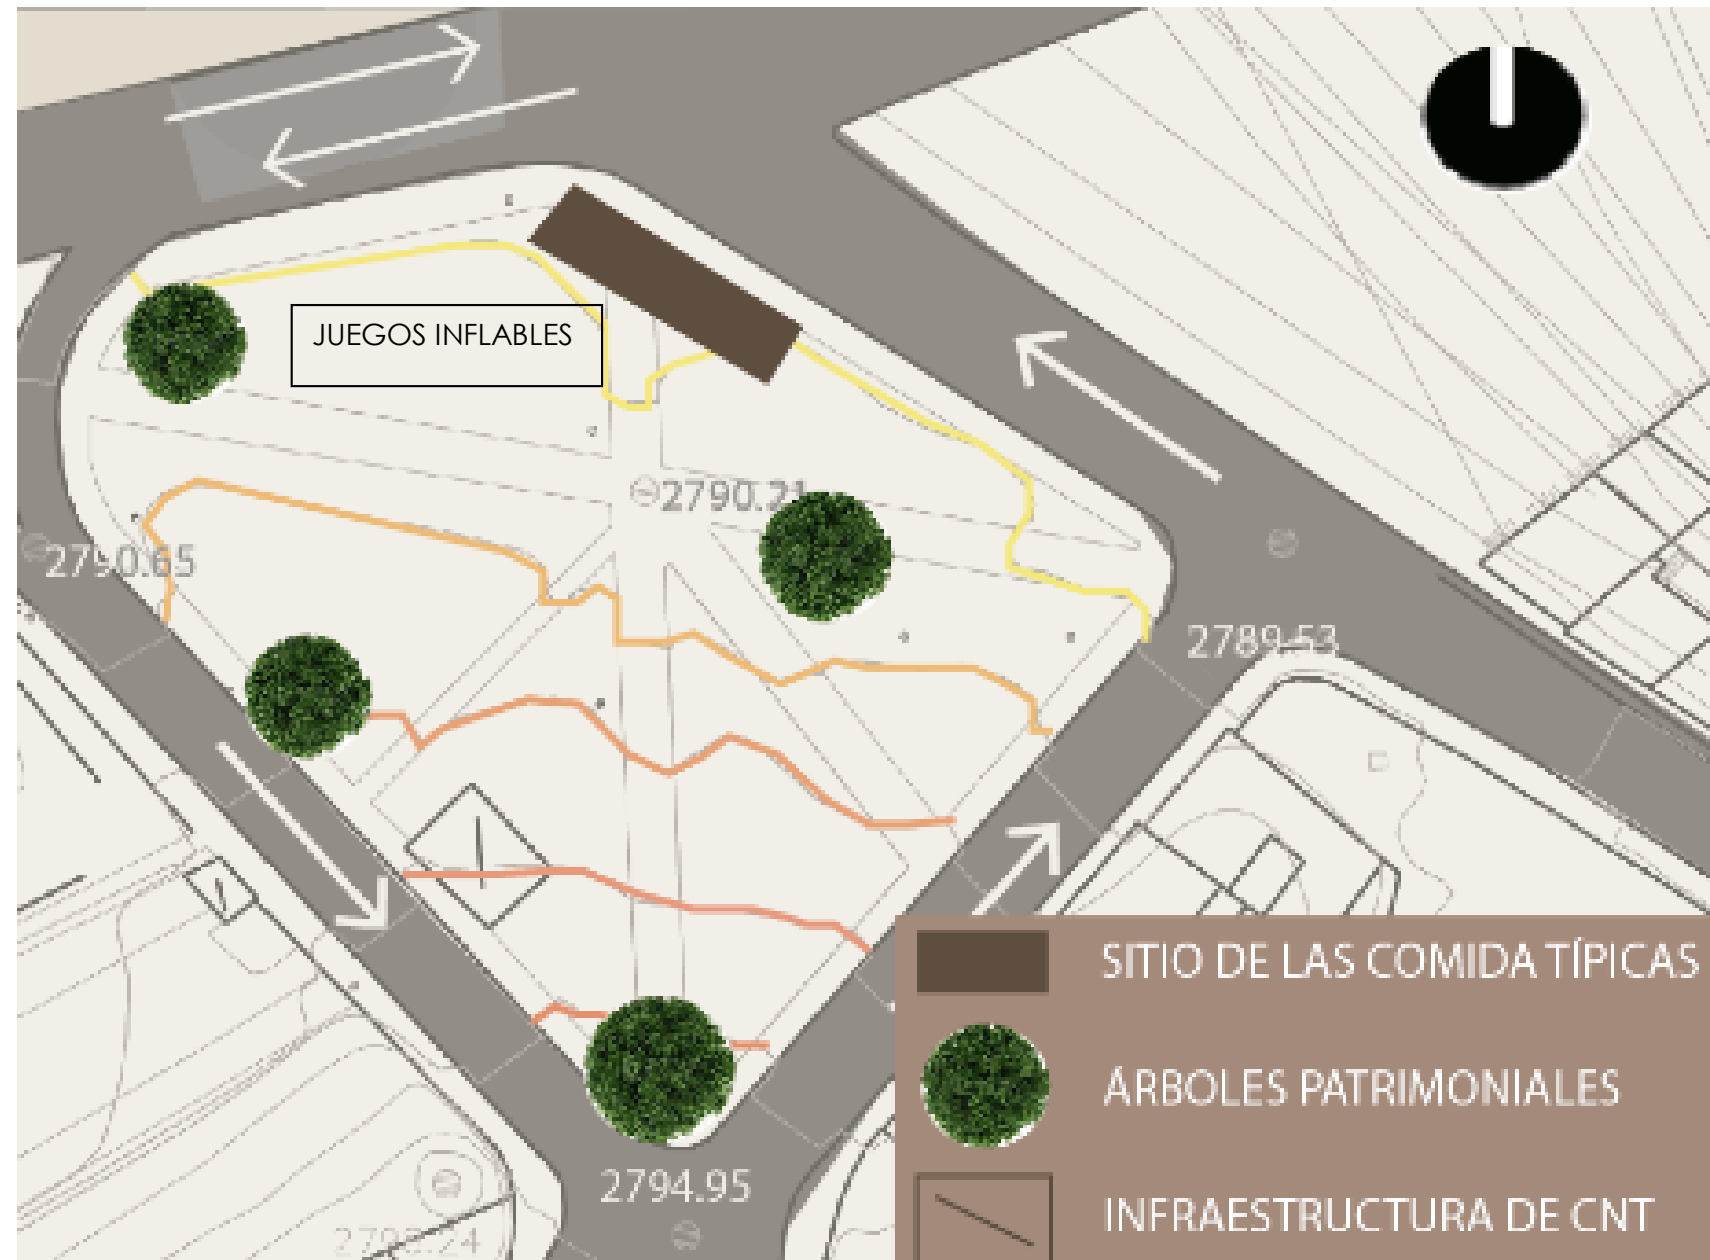 JUEGOS INFLABLES
2790.21
2790.65
2789.53
SITIO DE LAS COMIDA TÍPICAS
ÁRBOLES PATRIMONIALES
2794.95
INFRAESTRUCTURA DE CNT